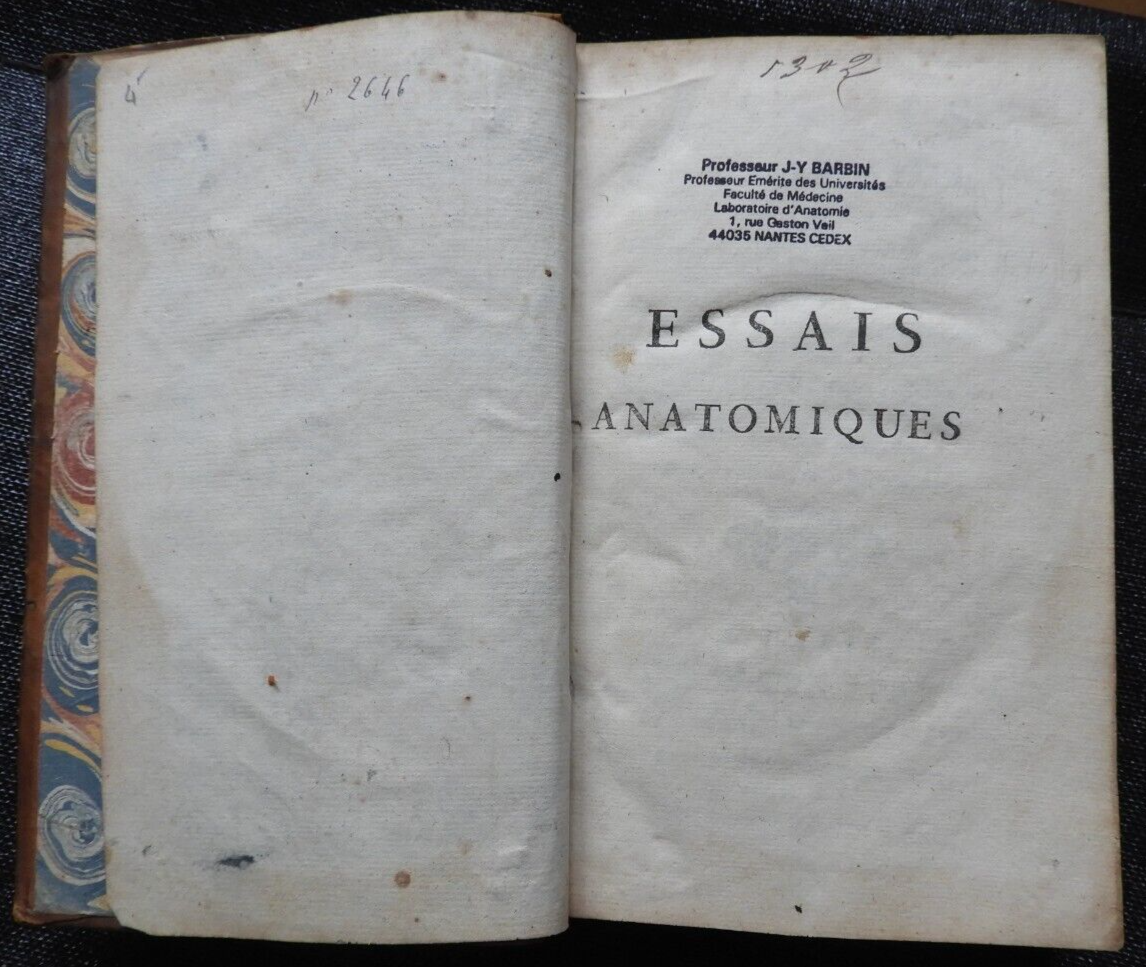 4
n° 2646
Professeur J-Y BARBIN
Professeur Emérite des Universités
Faculté de Médecine
Laboratoire d'Anatomie
1, rue Gaston Veil
44035 NANTES CEDEX
ESSAIS
ANATOMIQUES